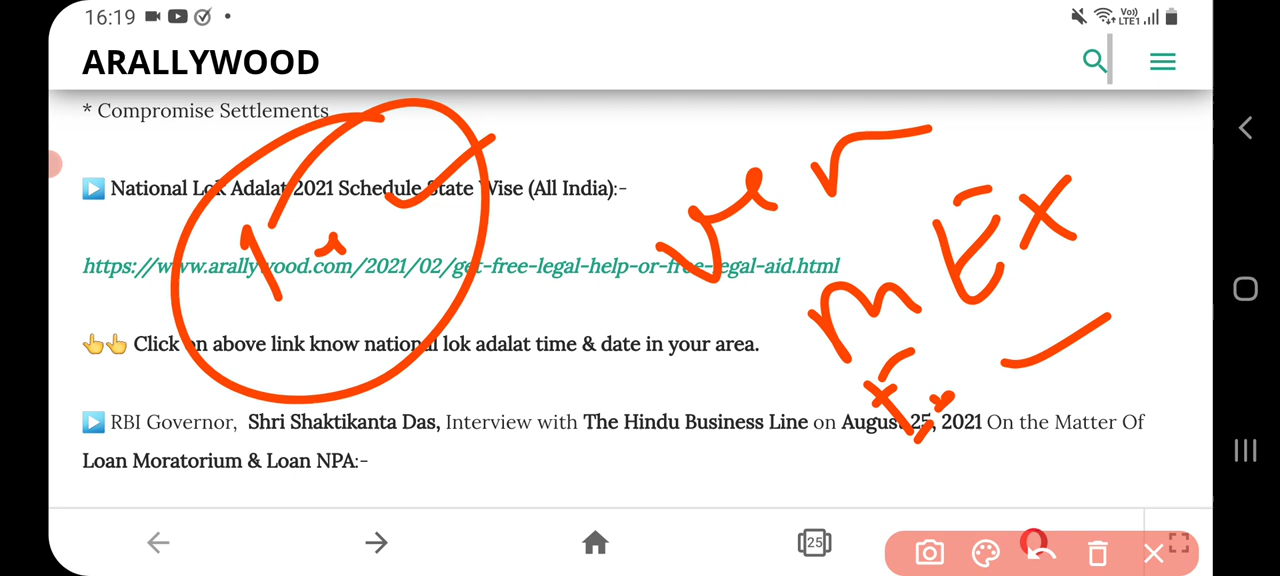 16:19
Vo)
LTE1
ARALLYWOOD
* Compromise Settlements
National Lok Adalat 2021 Schedule State Wise (All India):-
https://www.arallywood.com/2021/02/get-free-legal-help-or-free-legal-aid.html
Click on above link know national lok adalat time & date in your area.
RBI Governor, Shri Shaktikanta Das, Interview with The Hindu Business Line on August 25, 2021 On the Matter Of
Loan Moratorium & Loan NPA:-
25